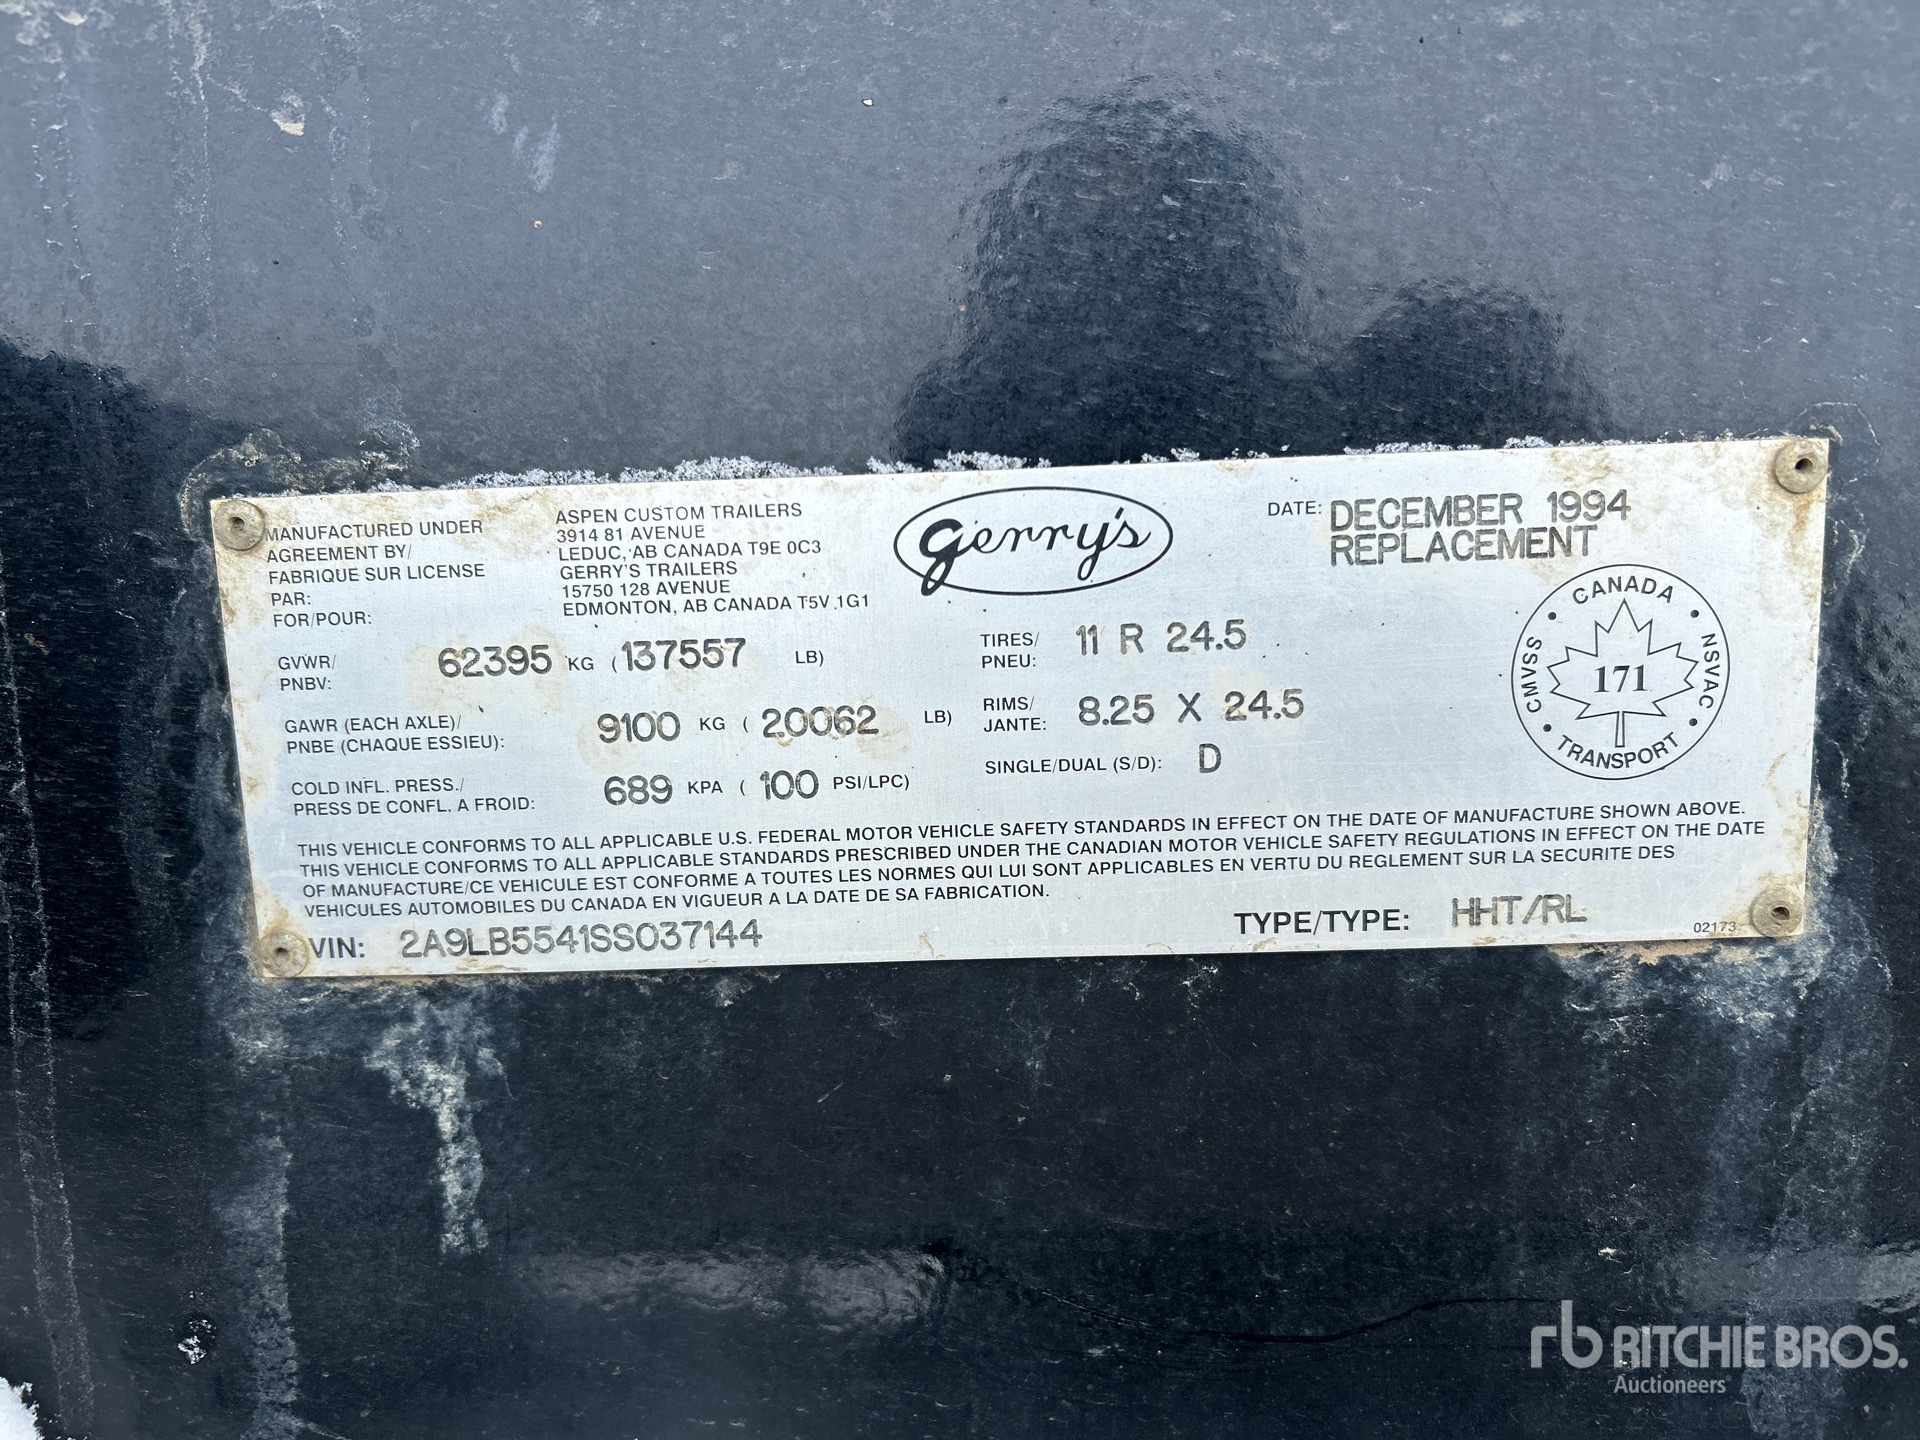 MANUFACTURED UNDER
AGREEMENT BY/
FABRIQUE SUR LICENSE
PAR:
FOR/POUR:
ASPEN CUSTOM TRAILERS
3914 81 AVENUE
LEDUC, AB CANADA T9E 0C3
GERRY'S TRAILERS
15750 128 AVENUE
EDMONTON, AB CANADA T5V 1G1
Gerry's
DATE: DECEMBER 1994
REPLACEMENT
GVWR/
PNBV:
62395 KG (137557 LB)
TIRES/
PNEU:
11 R 24.5
GAWR (EACH AXLE)/
PNBE (CHAQUE ESSIEU):
9100 KG (20062 LB)
RIMS/
JANTE:
8.25 X 24.5
COLD INFL. PRESS./
PRESS DE CONFL. A FROID:
689 KPA (100 PSI/LPC)
SINGLE/DUAL (S/D): D
CANADA
CMVSS
NSVAC
171
TRANSPORT
THIS VEHICLE CONFORMS TO ALL APPLICABLE U.S. FEDERAL MOTOR VEHICLE SAFETY STANDARDS IN EFFECT ON THE DATE OF MANUFACTURE SHOWN ABOVE.
THIS VEHICLE CONFORMS TO ALL APPLICABLE STANDARDS PRESCRIBED UNDER THE CANADIAN MOTOR VEHICLE SAFETY REGULATIONS IN EFFECT ON THE DATE
OF MANUFACTURE/CE VEHICULE EST CONFORME A TOUTES LES NORMES QUI LUI SONT APPLICABLES EN VERTU DU REGLEMENT SUR LA SECURITE DES
VEHICULES AUTOMOBILES DU CANADA EN VIGUEUR A LA DATE DE SA FABRICATION.
VIN: 2A9LB5541SS037144
TYPE/TYPE: HHT/RL
02173
rb RITCHIE BROS.
Auctioneers